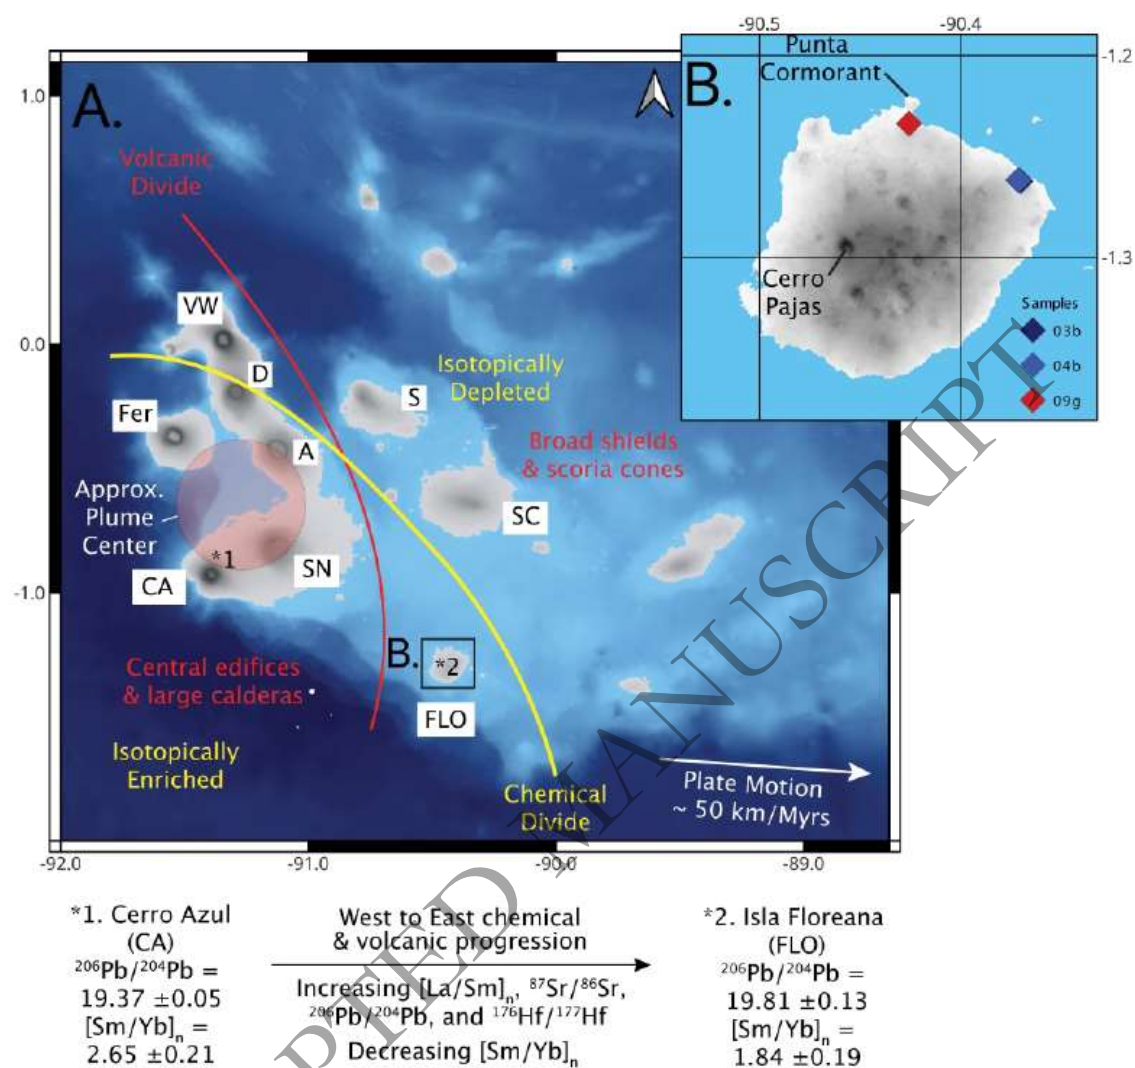 -90.5
-90.4
Punta
Cormorant
-1.2
B.
A.
1.0
Volcanic
Divide
-1.3
Cerro
Pajas
Samples
03b
04b
09g
VW
0.0
D
Isotopically
Depleted
S
Fer
A
Broad shields
& scoria cones
Approx.
Plume
Center
SC
*1
SN
CA
-1.0
B.
*2
FLO
Central edifices
& large calderas
Isotopically
Enriched
Plate Motion
~ 50 km/Myrs
Chemical
Divide
-92.0
-91.0
-90.0
-89.0
*1. Cerro Azul
(CA)
²⁰⁶Pb/²⁰⁴Pb =
19.37 ±0.05
[Sm/Yb]ₙ =
2.65 ±0.21
West to East chemical
& volcanic progression
Increasing [La/Sm]ₙ, ⁸⁷Sr/⁸⁶Sr,
²⁰⁶Pb/²⁰⁴Pb, and ¹⁷⁶Hf/¹⁷⁷Hf
Decreasing [Sm/Yb]ₙ
*2. Isla Floreana
(FLO)
²⁰⁶Pb/²⁰⁴Pb =
19.81 ±0.13
[Sm/Yb]ₙ =
1.84 ±0.19
PTED MANUSCRIPT